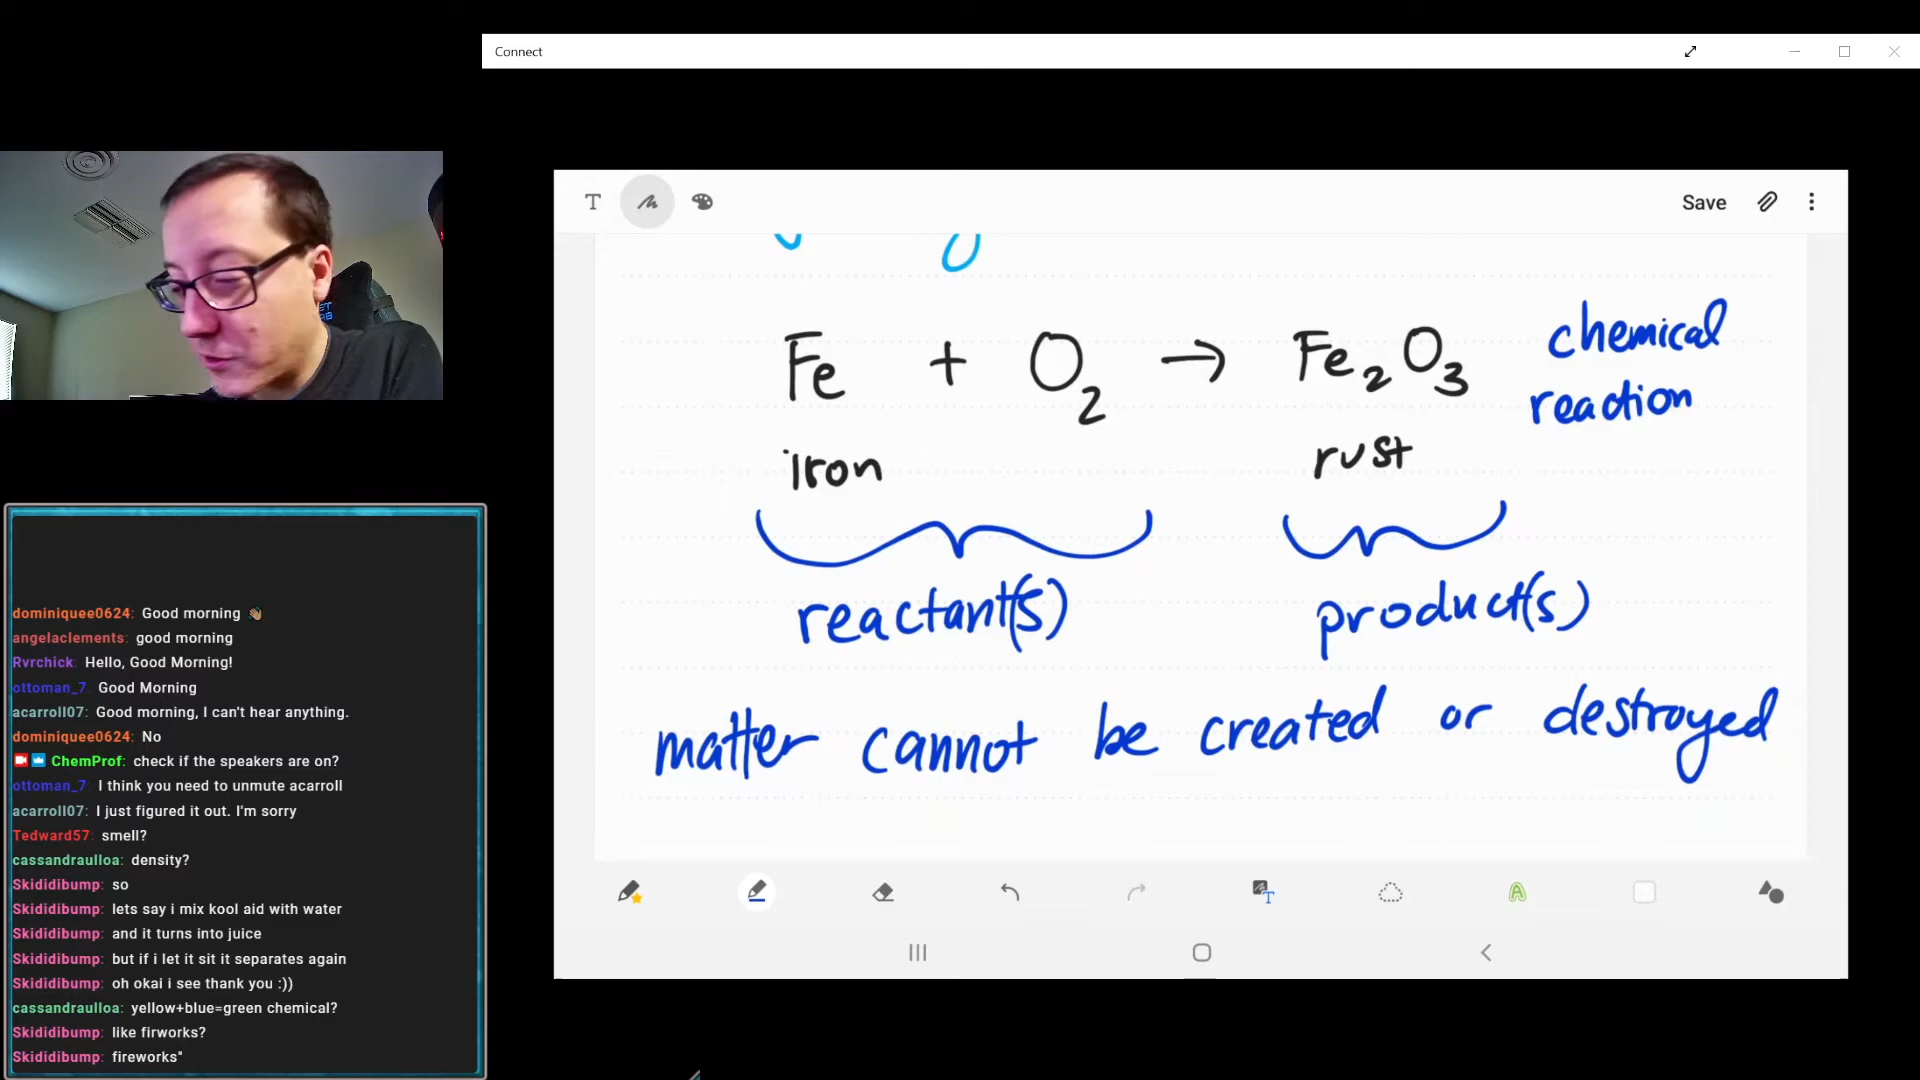 Connect
T Save
Fe + O2 → Fe2O3 chemical reaction
iron rust
reactant(s) product(s)
matter cannot be created or destroyed
dominiquee0624: Good morning 👋🏾
angelaclements: good morning
Rvrchick: Hello, Good Morning!
ottoman_7: Good Morning
acarroll07: Good morning, I can't hear anything.
dominiquee0624: No
ChemProf: check if the speakers are on?
ottoman_7: I think you need to unmute acarroll
acarroll07: I just figured it out. I'm sorry
Tedward57: smell?
cassandraulloa: density?
Skididibump: so
Skididibump: lets say i mix kool aid with water
Skididibump: and it turns into juice
Skididibump: but if i let it sit it separates again
Skididibump: oh okai i see thank you :))
cassandraulloa: yellow+blue=green chemical?
Skididibump: like firworks?
Skididibump: fireworks"